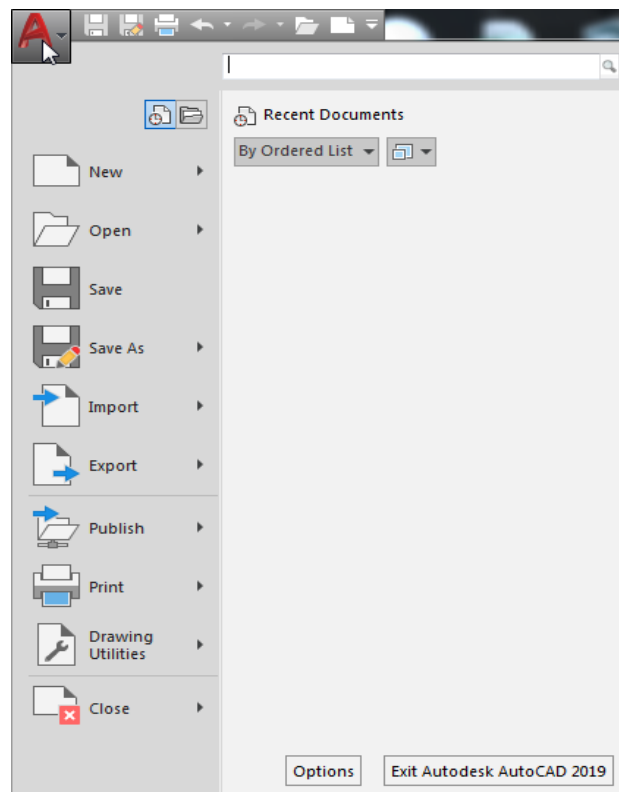 Recent Documents
By Ordered List
New
Open
Save
Save As
Import
Export
Publish
Print
Drawing
Utilities
Close
Options
Exit Autodesk AutoCAD 2019